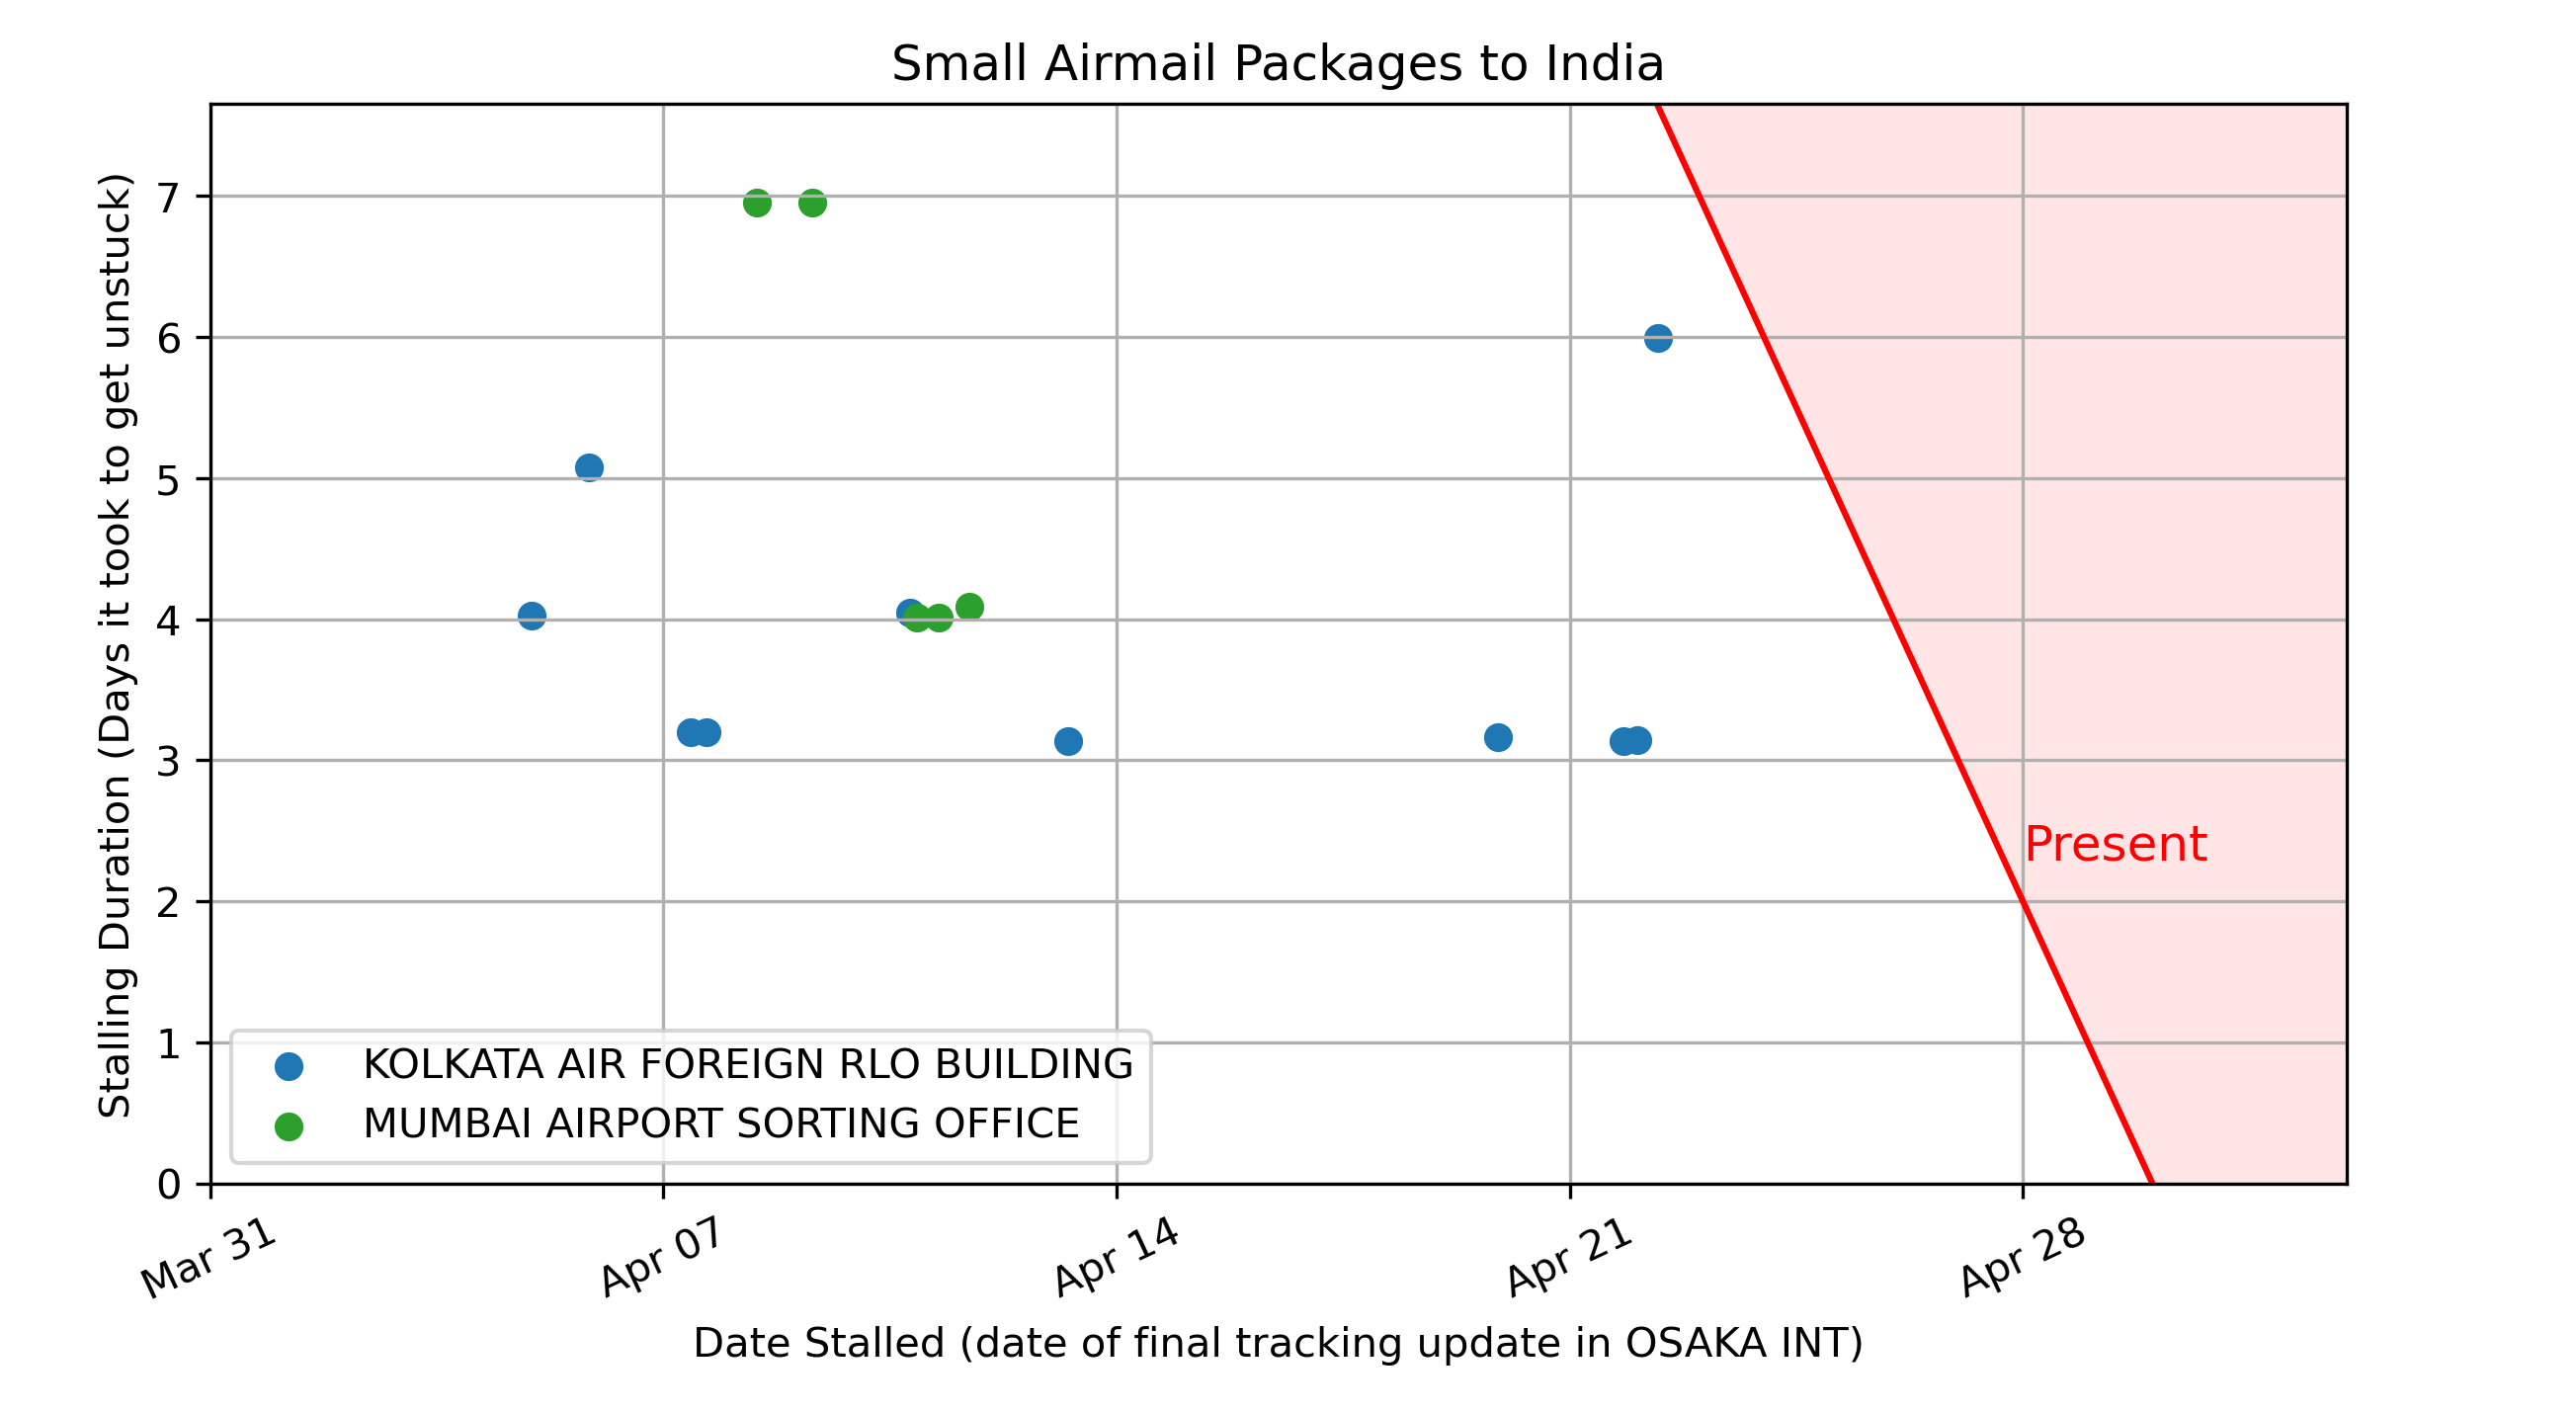 Small Airmail Packages to India
Stalling Duration (Days it took to get unstuck)
7
6
5
4
3
2
1
0
Present
KOLKATA AIR FOREIGN RLO BUILDING
MUMBAI AIRPORT SORTING OFFICE
Mar 31
Apr 07
Apr 14
Apr 21
Apr 28
Date Stalled (date of final tracking update in OSAKA INT)